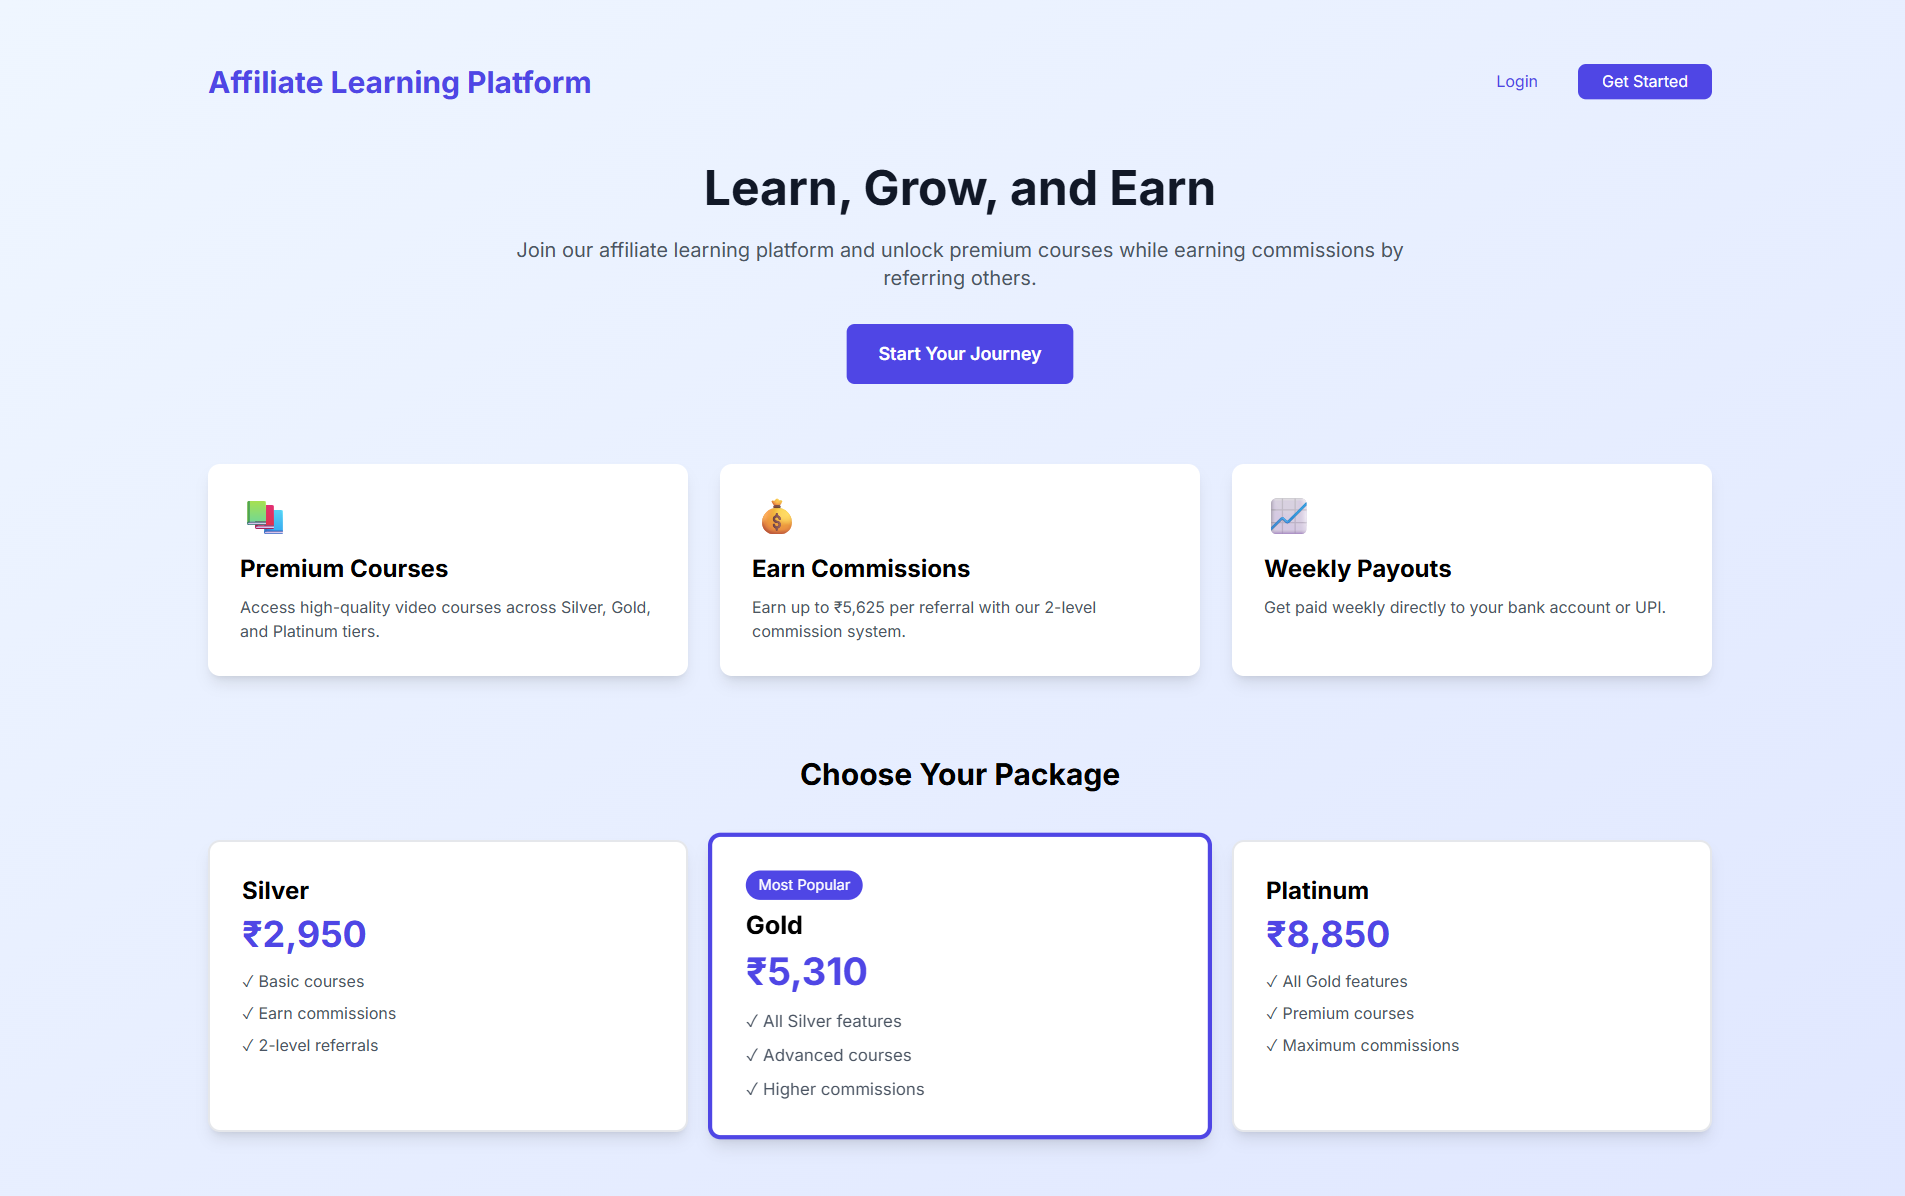 Affiliate Learning Platform
Login
Get Started
Learn, Grow, and Earn
Join our affiliate learning platform and unlock premium courses while earning commissions by
referring others.
Start Your Journey
Premium Courses
Access high-quality video courses across Silver, Gold,
and Platinum tiers.
Earn Commissions
Earn up to ₹5,625 per referral with our 2-level
commission system.
Weekly Payouts
Get paid weekly directly to your bank account or UPI.
Choose Your Package
Silver
₹2,950
✓ Basic courses
✓ Earn commissions
✓ 2-level referrals
Most Popular
Gold
₹5,310
✓ All Silver features
✓ Advanced courses
✓ Higher commissions
Platinum
₹8,850
✓ All Gold features
✓ Premium courses
✓ Maximum commissions